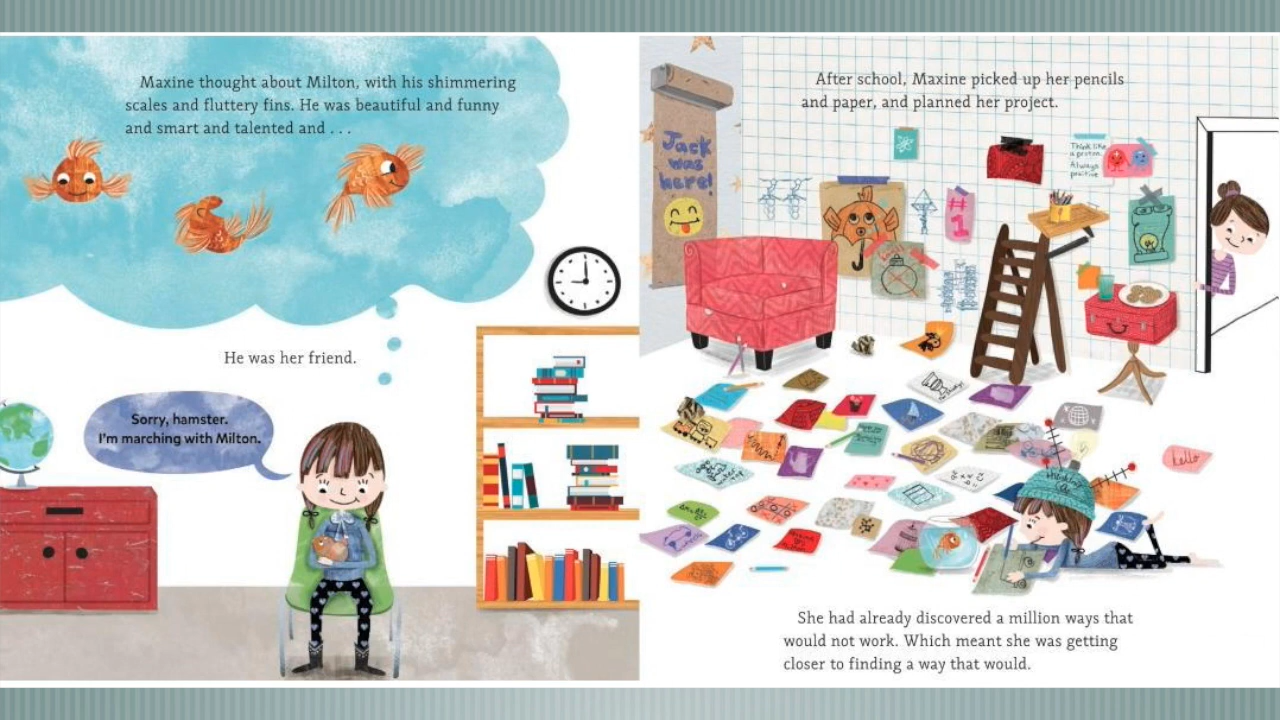 Maxine thought about Milton, with his shimmering
scales and fluttery fins. He was beautiful and funny
and smart and talented and . . .
He was her friend.
Sorry, hamster.
I'm marching with Milton.
After school, Maxine picked up her pencils
and paper, and planned her project.
Jack
was
here!
#
1
Think like
a proton.
Always
positive
hello
thinking
She had already discovered a million ways that
would not work. Which meant she was getting
closer to finding a way that would.